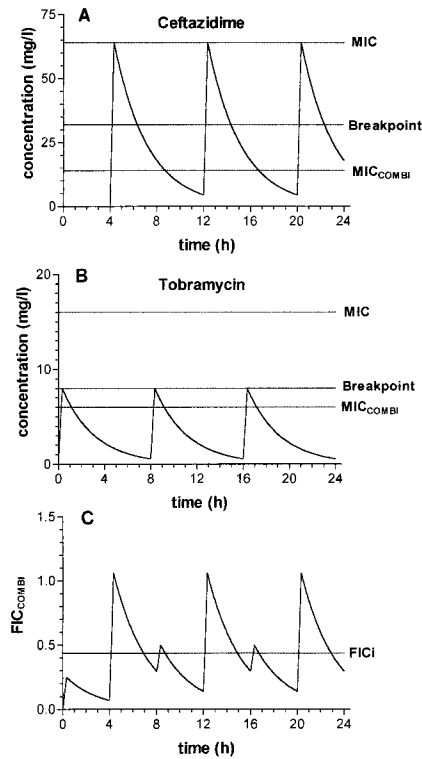 A
Ceftazidime
75
50
25
0
MIC
Breakpoint
MICCOMBI
0 4 8 12 16 20 24
concentration (mg/l)
time (h)
B
Tobramycin
20
10
0
MIC
Breakpoint
MICCOMBI
0 4 8 12 16 20 24
concentration (mg/l)
time (h)
C
1.5
1.0
0.5
0.0
FICi
0 4 8 12 16 20 24
FICCOMBI
time (h)